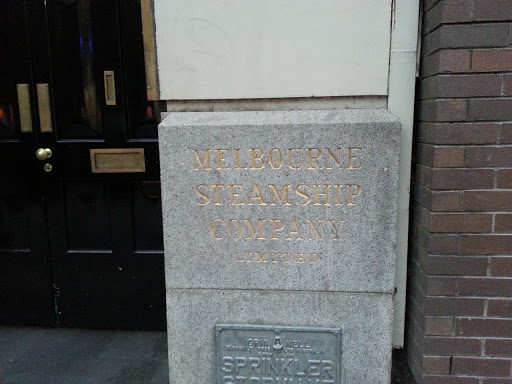 MELBOURNE
STEAMSHIP
COMPANY
LIMITED
SPRINKLER